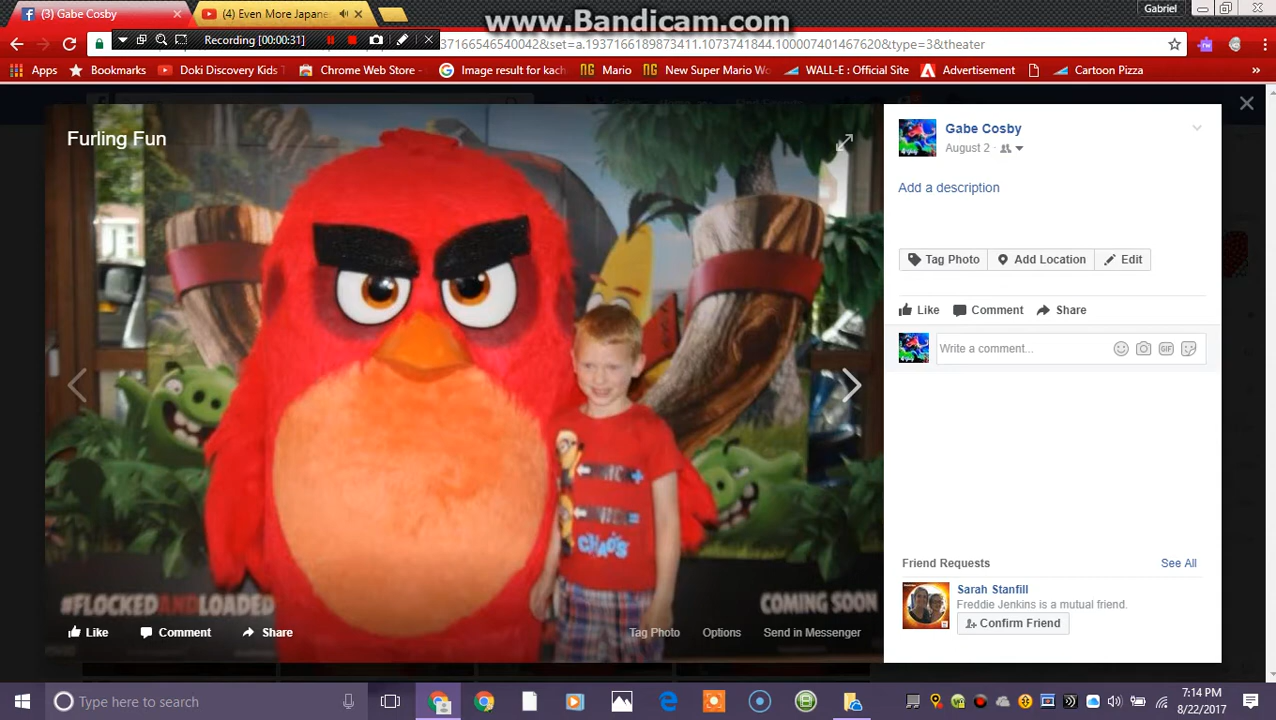 www.Bandicam.com
(3) Gabe Cosby
(4) Even More Japane
Gabriel
Recording [00:00:31]
37166546540042&set=a.1937166189873411.1073741844.100007401467620&type=3&theater
Apps
Bookmarks
Doki Discovery Kids
Chrome Web Store -
Image result for kach
Mario
New Super Mario Wo
WALL-E : Official Site
Advertisement
Cartoon Pizza
Furling Fun
Gabe Cosby
August 2 ·
Add a description
Tag Photo
Add Location
Edit
Like
Comment
Share
Write a comment...
GIF
CHAOS
#FLOCKEDANDLOADED
COMING SOON
Like
Comment
Share
Tag Photo
Options
Send in Messenger
Friend Requests
See All
Sarah Stanfill
Freddie Jenkins is a mutual friend.
Confirm Friend
Type here to search
7:14 PM
8/22/2017